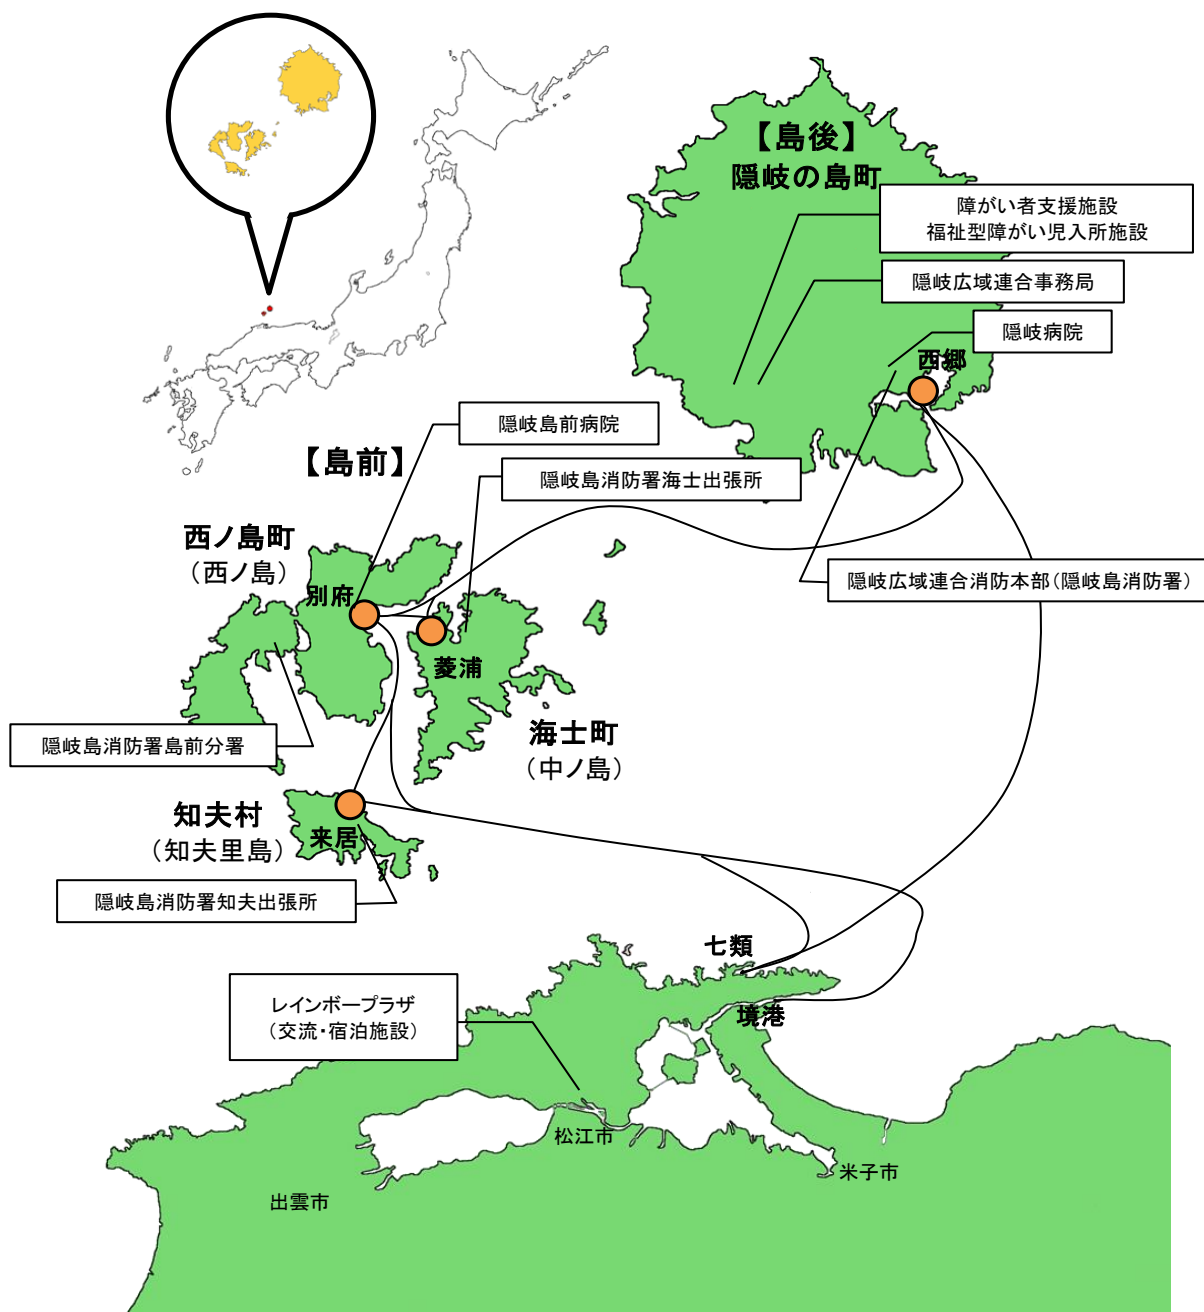 【島後】
隠岐の島町
障がい者支援施設
福祉型障がい児入所施設
隠岐広域連合事務局
隠岐病院
西郷
隠岐島前病院
【島前】
隠岐島消防署海士出張所
西ノ島町
（西ノ島）
別府
隠岐広域連合消防本部（隠岐島消防署）
菱浦
海士町
（中ノ島）
隠岐島消防署島前分署
知夫村
（知夫里島）
来居
隠岐島消防署知夫出張所
七類
レインボープラザ
（交流・宿泊施設）
境港
松江市
米子市
出雲市